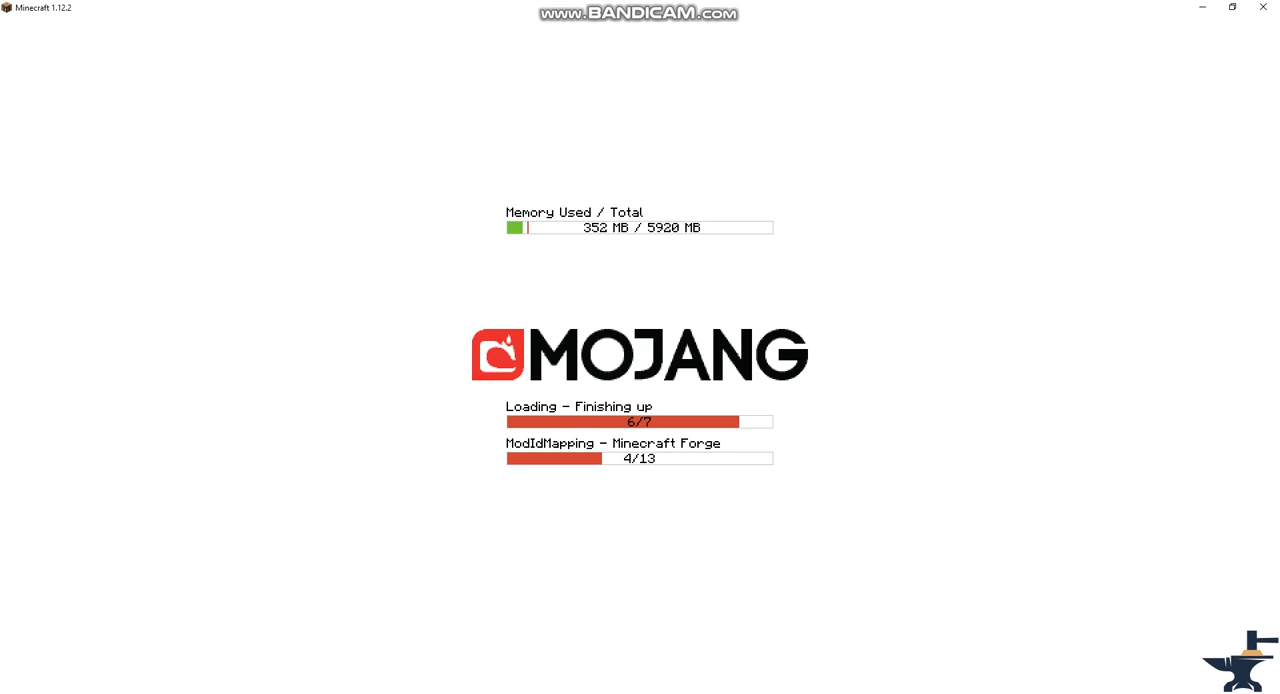 Minecraft 1.12.2
www.BANDICAM.com
Memory Used / Total
352 MB / 5920 MB
MOJANG
Loading - Finishing up
6/7
ModIdMapping - Minecraft Forge
4/13